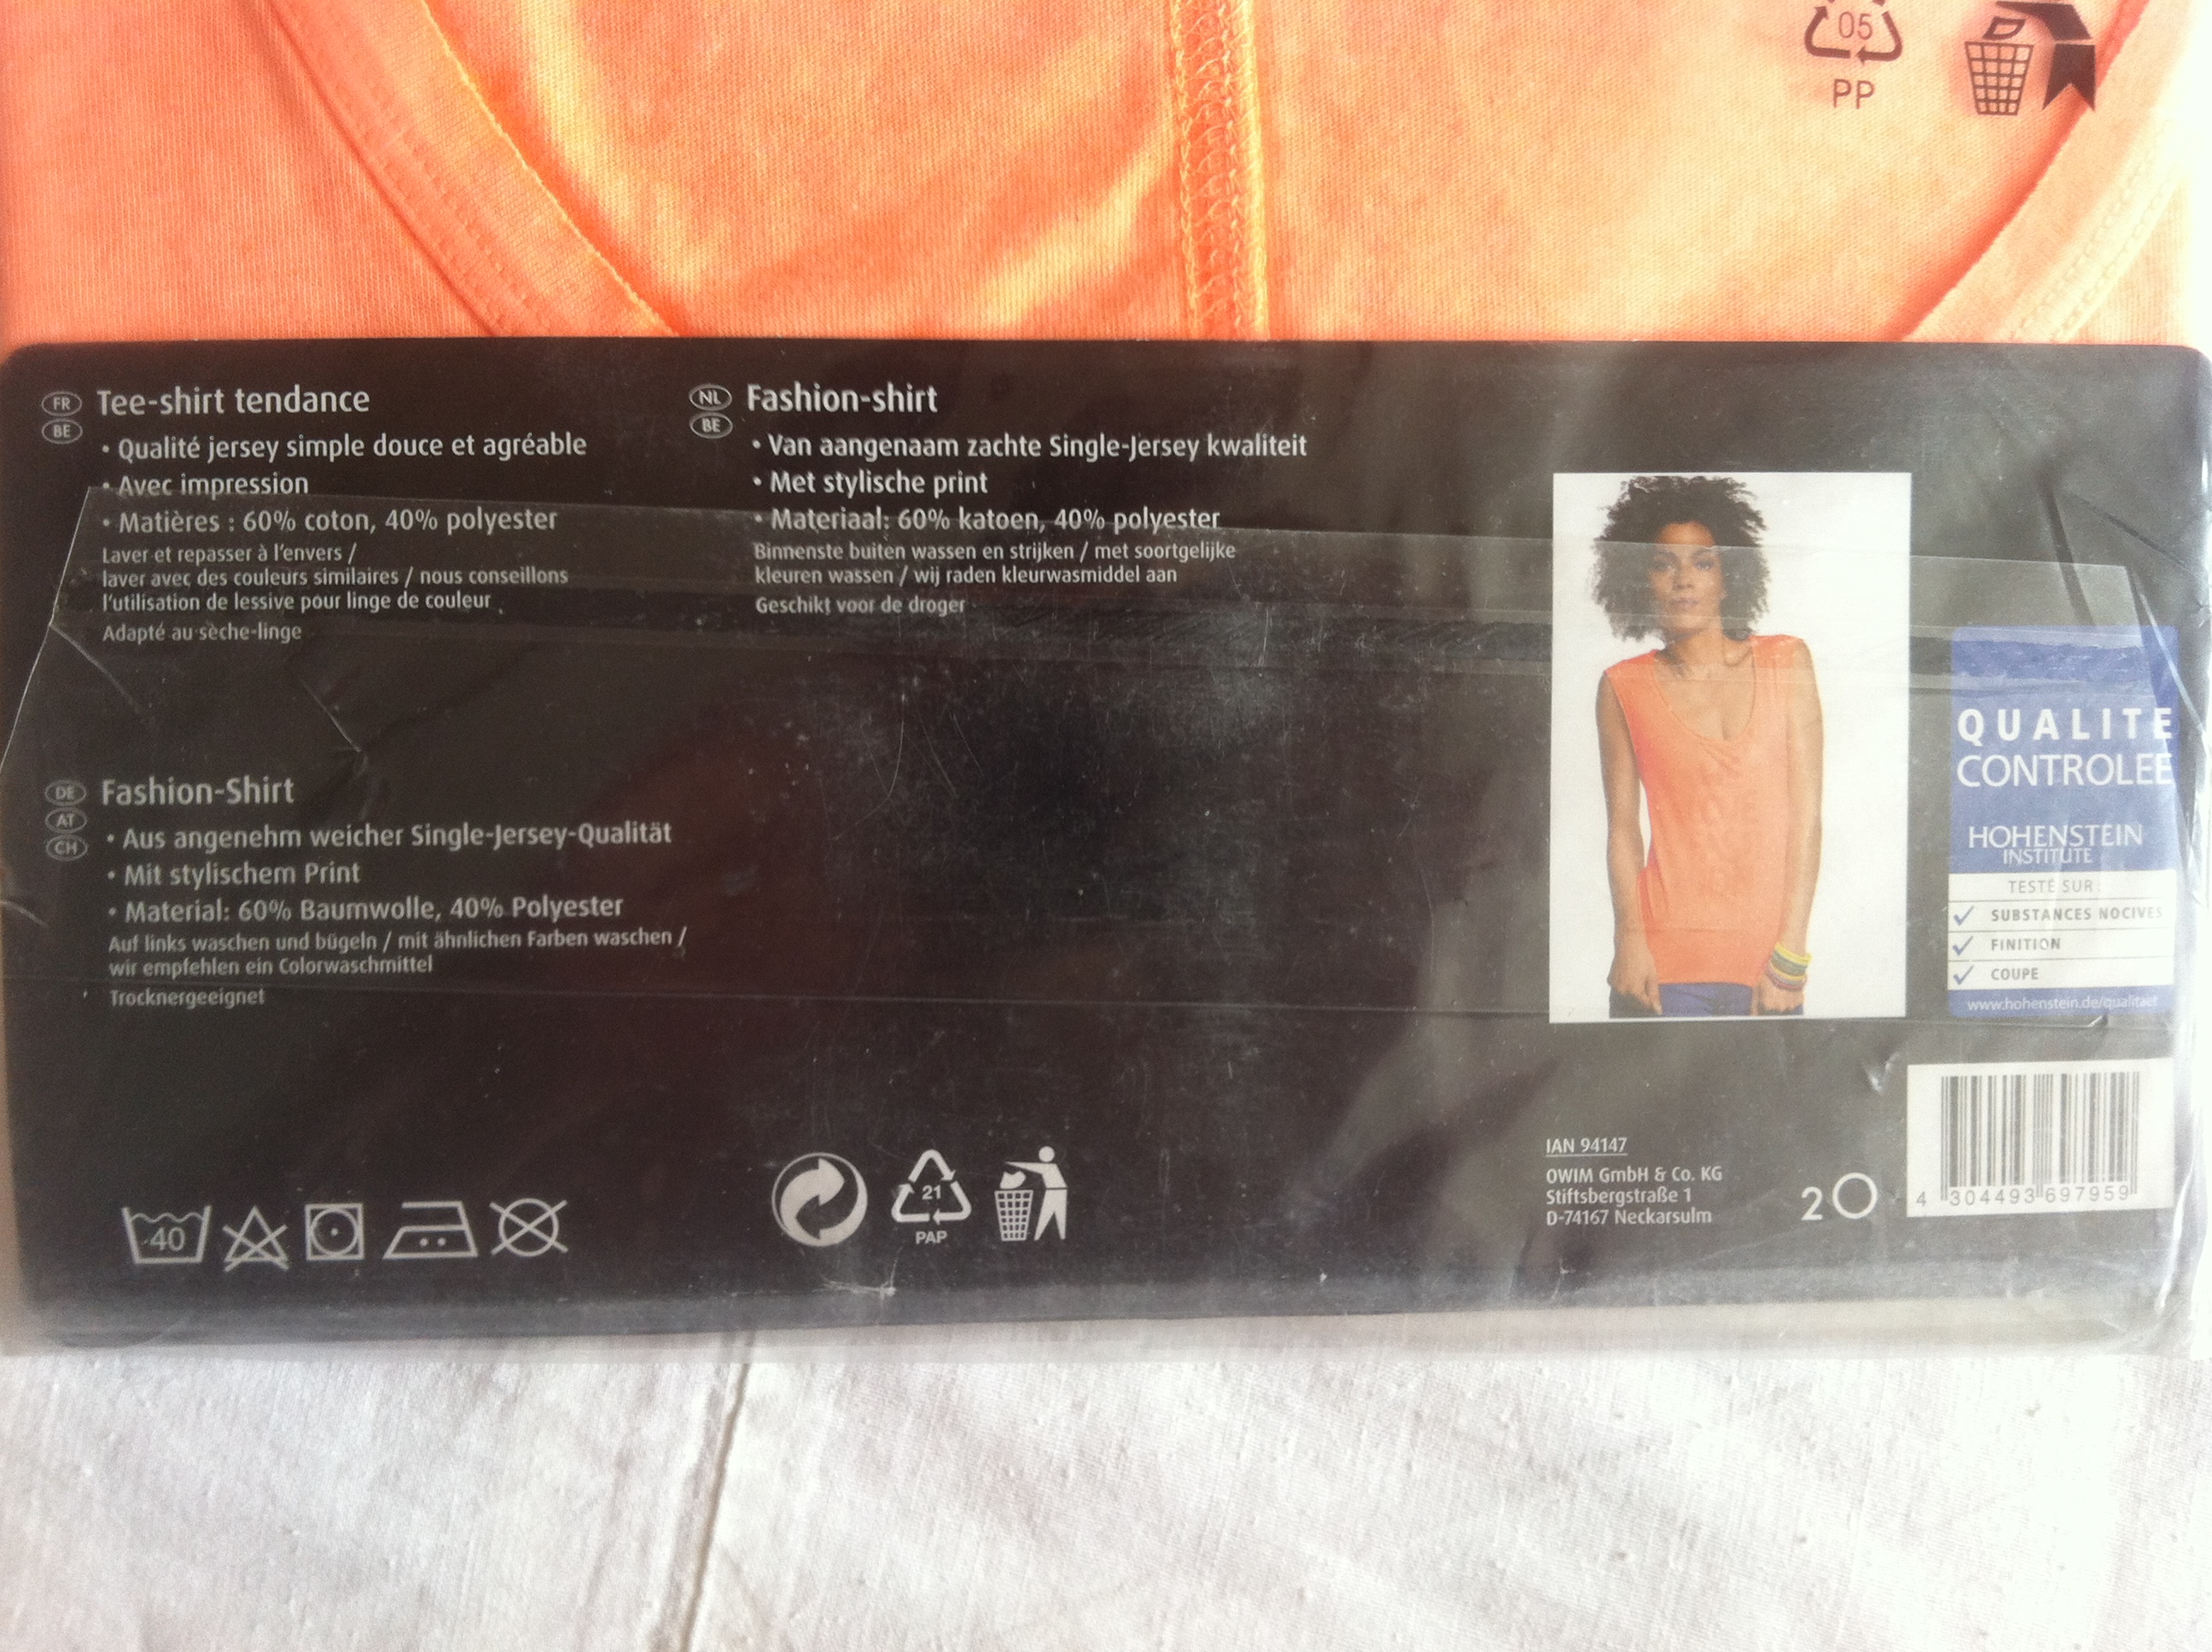 05
PP
FR
BE
Tee-shirt tendance
• Qualité jersey simple douce et agréable
• Avec impression
• Matières : 60% coton, 40% polyester
Laver et repasser à l'envers /
laver avec des couleurs similaires / nous conseillons
l'utilisation de lessive pour linge de couleur
Adapté au sèche-linge
NL
BE
Fashion-shirt
• Van aangenaam zachte Single-Jersey kwaliteit
• Met stylische print
• Materiaal: 60% katoen, 40% polyester
Binnenste buiten wassen en strijken / met soortgelijke
kleuren wassen / wij raden kleurwasmiddel aan
Geschikt voor de droger
DE
AT
CH
Fashion-Shirt
• Aus angenehm weicher Single-Jersey-Qualität
• Mit stylischem Print
• Material: 60% Baumwolle, 40% Polyester
Auf links waschen und bügeln / mit ähnlichen Farben waschen /
wir empfehlen ein Colorwaschmittel
Trocknergeeignet
QUALITE
CONTROLEE
HOHENSTEIN
INSTITUTE
TESTÉ SUR :
SUBSTANCES NOCIVES
FINITION
COUPE
www.hohenstein.de/qualitaet
40
21
PAP
IAN 94147
OWIM GmbH & Co. KG
Stiftsbergstraße 1
D-74167 Neckarsulm
2
4 304493 697959